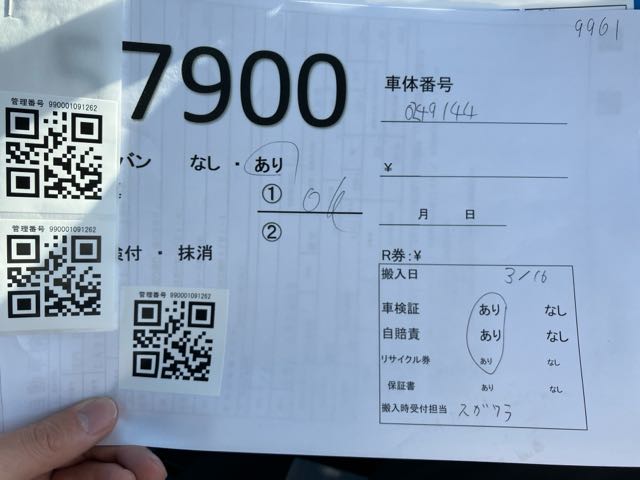 9961
7900
車体番号
049144
管理番号 990001091262
バン なし・あり
¥
① OK
②
月 日
管理番号 990001091262
検付・抹消
R券:¥
搬入日 3/16
管理番号 990001091262
車検証 あり なし
自賠責 あり なし
リサイクル券 あり なし
保証書 あり なし
搬入時受付担当 スガワラ